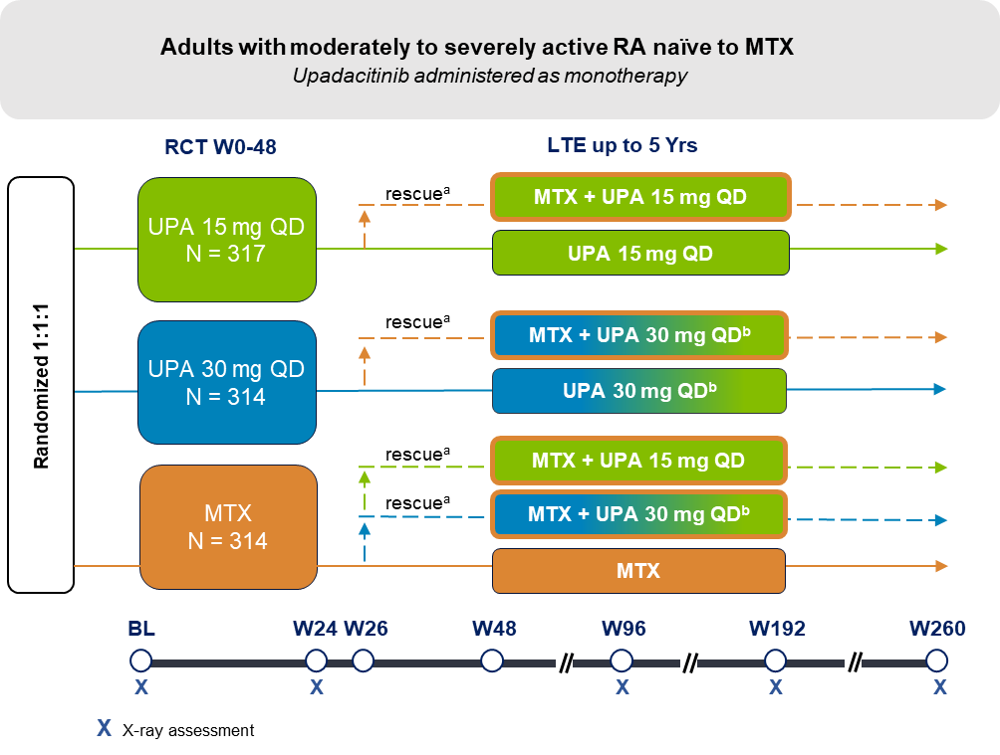 Adults with moderately to severely active RA naïve to MTX
Upadacitinib administered as monotherapy
RCT W0-48
LTE up to 5 Yrs
Randomized 1:1:1
UPA 15 mg QD
N = 317
rescueᵃ
MTX + UPA 15 mg QD
UPA 15 mg QD
UPA 30 mg QD
N = 314
rescueᵃ
MTX + UPA 30 mg QDᵇ
UPA 30 mg QDᵇ
MTX
N = 314
rescueᵃ
MTX + UPA 15 mg QD
rescueᵃ
MTX + UPA 30 mg QDᵇ
MTX
BL W24 W26 W48 W96 W192 W260
X X X X X
X X-ray assessment